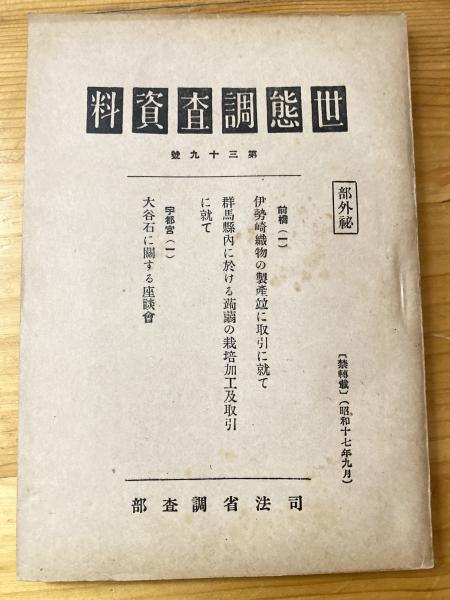 世態調査資料
第三十九號
部外祕
〔禁轉載〕（昭和十七年九月）
前橋（一）
伊勢崎織物の製產竝に取引に就て
群馬縣內に於ける蒟蒻の栽培加工及取引
に就て
宇都宮（一）
大谷石に關する座談會
司法省調査部